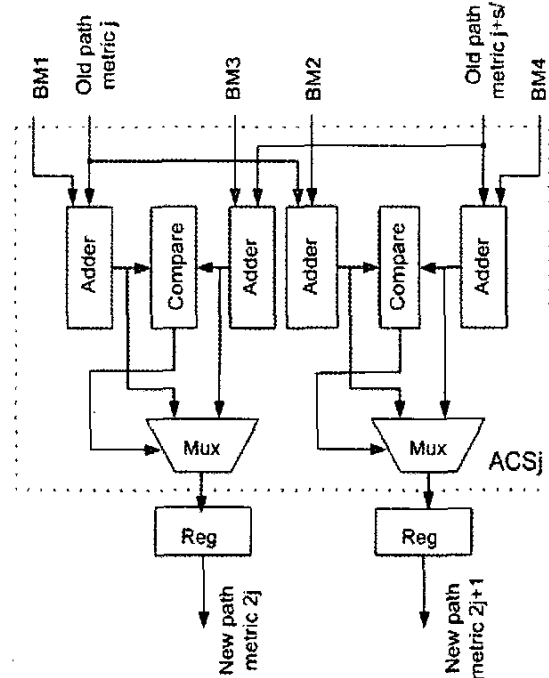 BM1
Old path
metric j
BM3
BM2
Old path
metric j+s/
BM4
Adder
Compare
Adder
Adder
Compare
Adder
Mux
Mux
ACSj
Reg
Reg
New path
metric 2j
New path
metric 2j+1